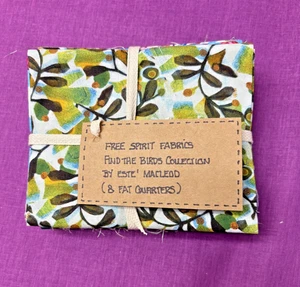 FREE SPIRIT FABRICS
FIND THE BIRDS COLLECTION
BY ESTE' MACLEOD
(8 FAT QUARTERS)